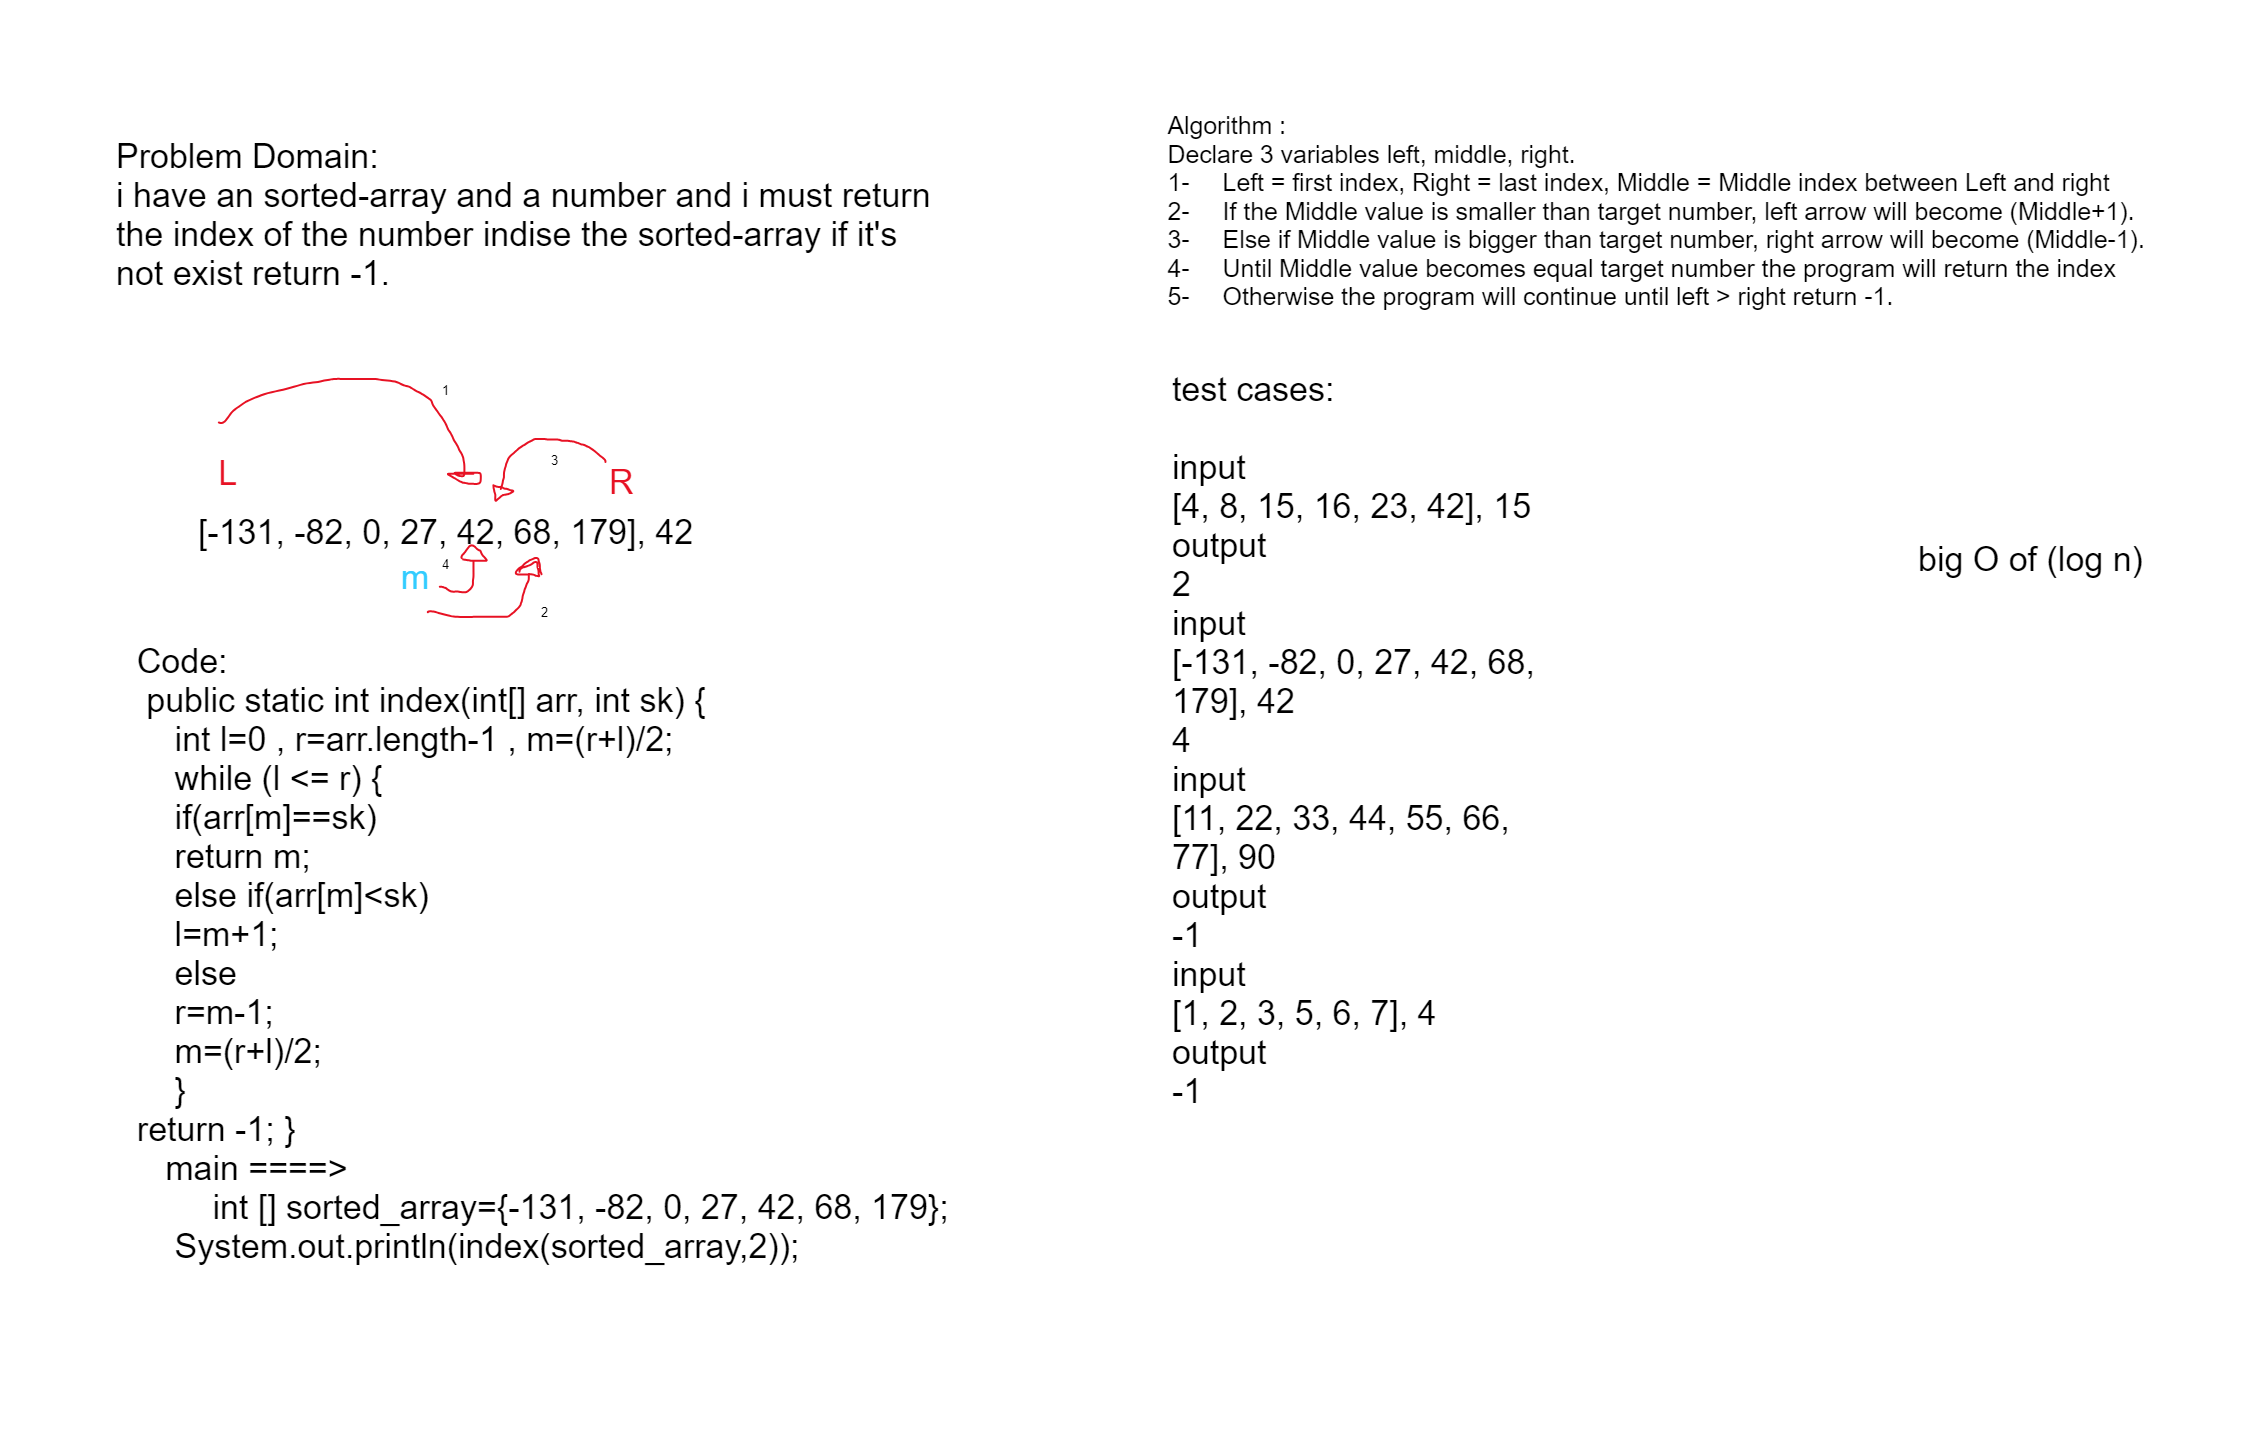 Problem Domain:
i have an sorted-array and a number and i must return
the index of the number indise the sorted-array if it's
not exist return -1.
1
3
L
R
[-131, -82, 0, 27, 42, 68, 179], 42
4
m
2
Code:
public static int index(int[] arr, int sk) {
int l=0 , r=arr.length-1 , m=(r+l)/2;
while (l <= r) {
if(arr[m]==sk)
return m;
else if(arr[m]<sk)
l=m+1;
else
r=m-1;
m=(r+l)/2;
}
return -1; }
main ====>
int [] sorted_array={-131, -82, 0, 27, 42, 68, 179};
System.out.println(index(sorted_array,2));
Algorithm :
Declare 3 variables left, middle, right.
1- Left = first index, Right = last index, Middle = Middle index between Left and right
2- If the Middle value is smaller than target number, left arrow will become (Middle+1).
3- Else if Middle value is bigger than target number, right arrow will become (Middle-1).
4- Until Middle value becomes equal target number the program will return the index
5- Otherwise the program will continue until left > right return -1.
test cases:
input
[4, 8, 15, 16, 23, 42], 15
output
2
input
[-131, -82, 0, 27, 42, 68,
179], 42
4
input
[11, 22, 33, 44, 55, 66,
77], 90
output
-1
input
[1, 2, 3, 5, 6, 7], 4
output
-1
big O of (log n)